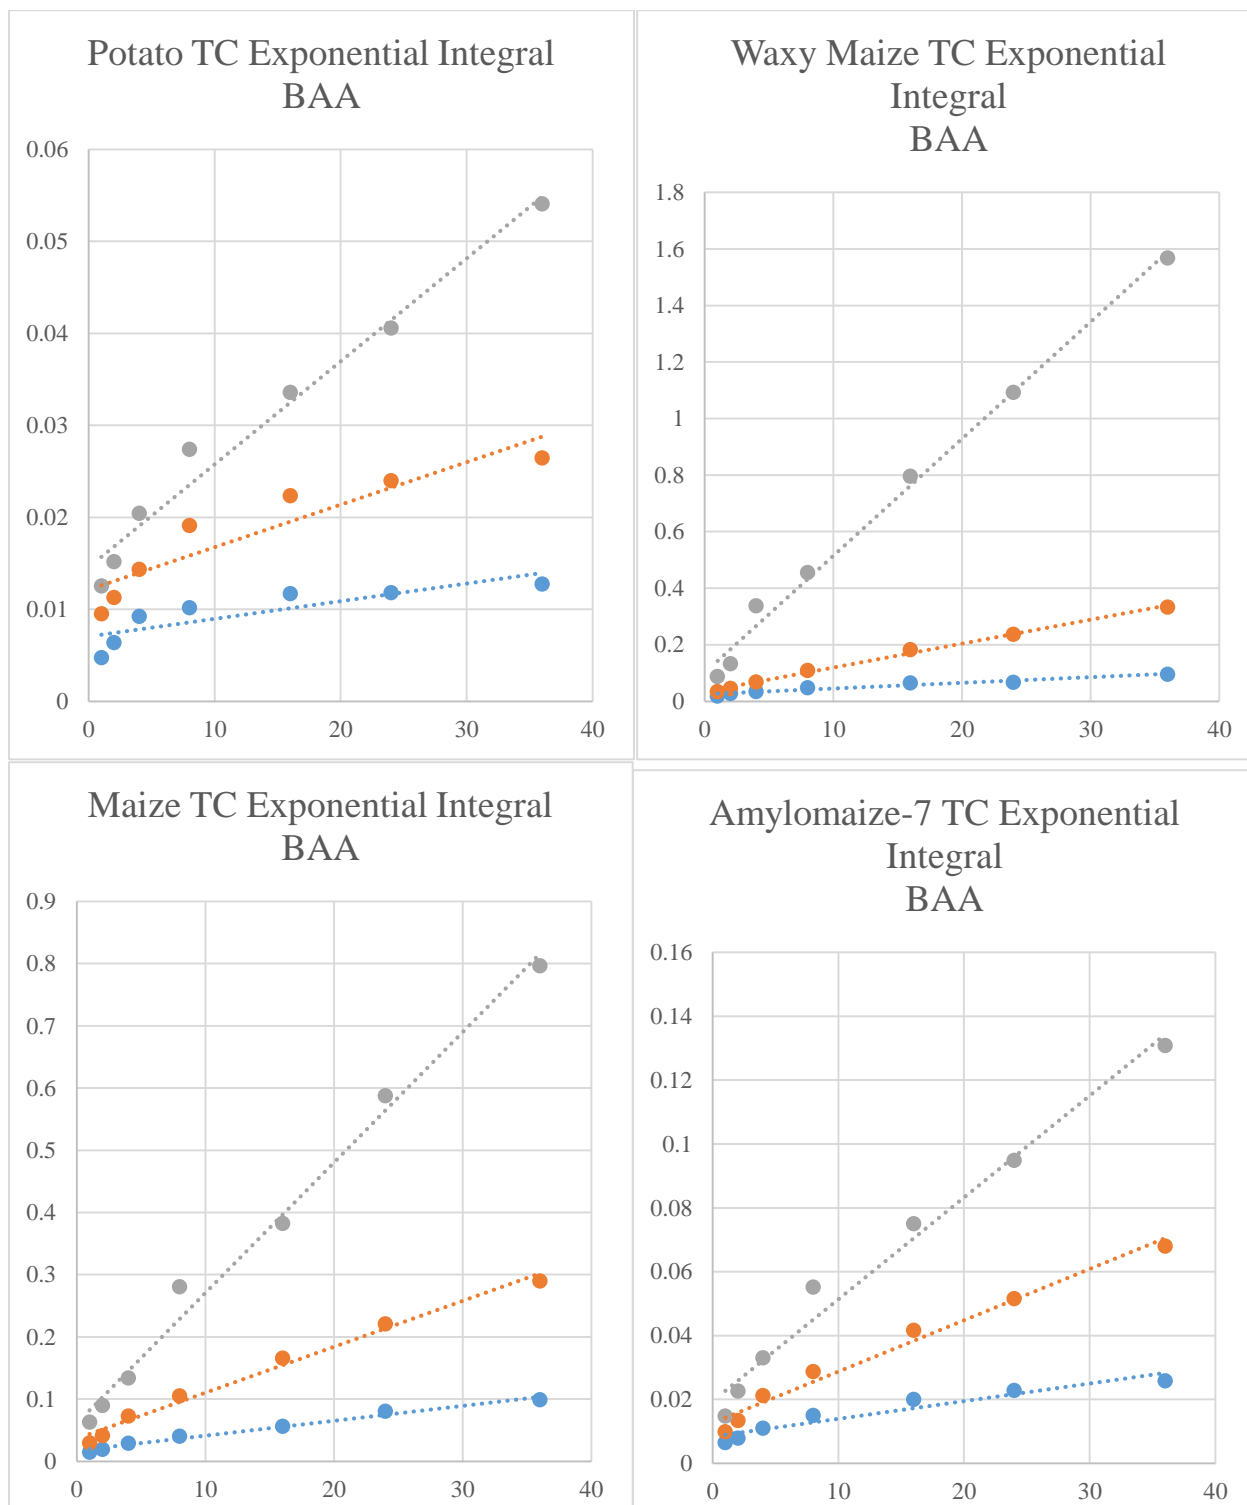 Potato TC Exponential Integral
BAA
0.06
0.05
0.04
0.03
0.02
0.01
0
0 10 20 30 40
Waxy Maize TC Exponential
Integral
BAA
1.8
1.6
1.4
1.2
1
0.8
0.6
0.4
0.2
0
0 10 20 30 40
Maize TC Exponential Integral
BAA
0.9
0.8
0.7
0.6
0.5
0.4
0.3
0.2
0.1
0
0 10 20 30 40
Amylomaize-7 TC Exponential
Integral
BAA
0.16
0.14
0.12
0.1
0.08
0.06
0.04
0.02
0
0 10 20 30 40